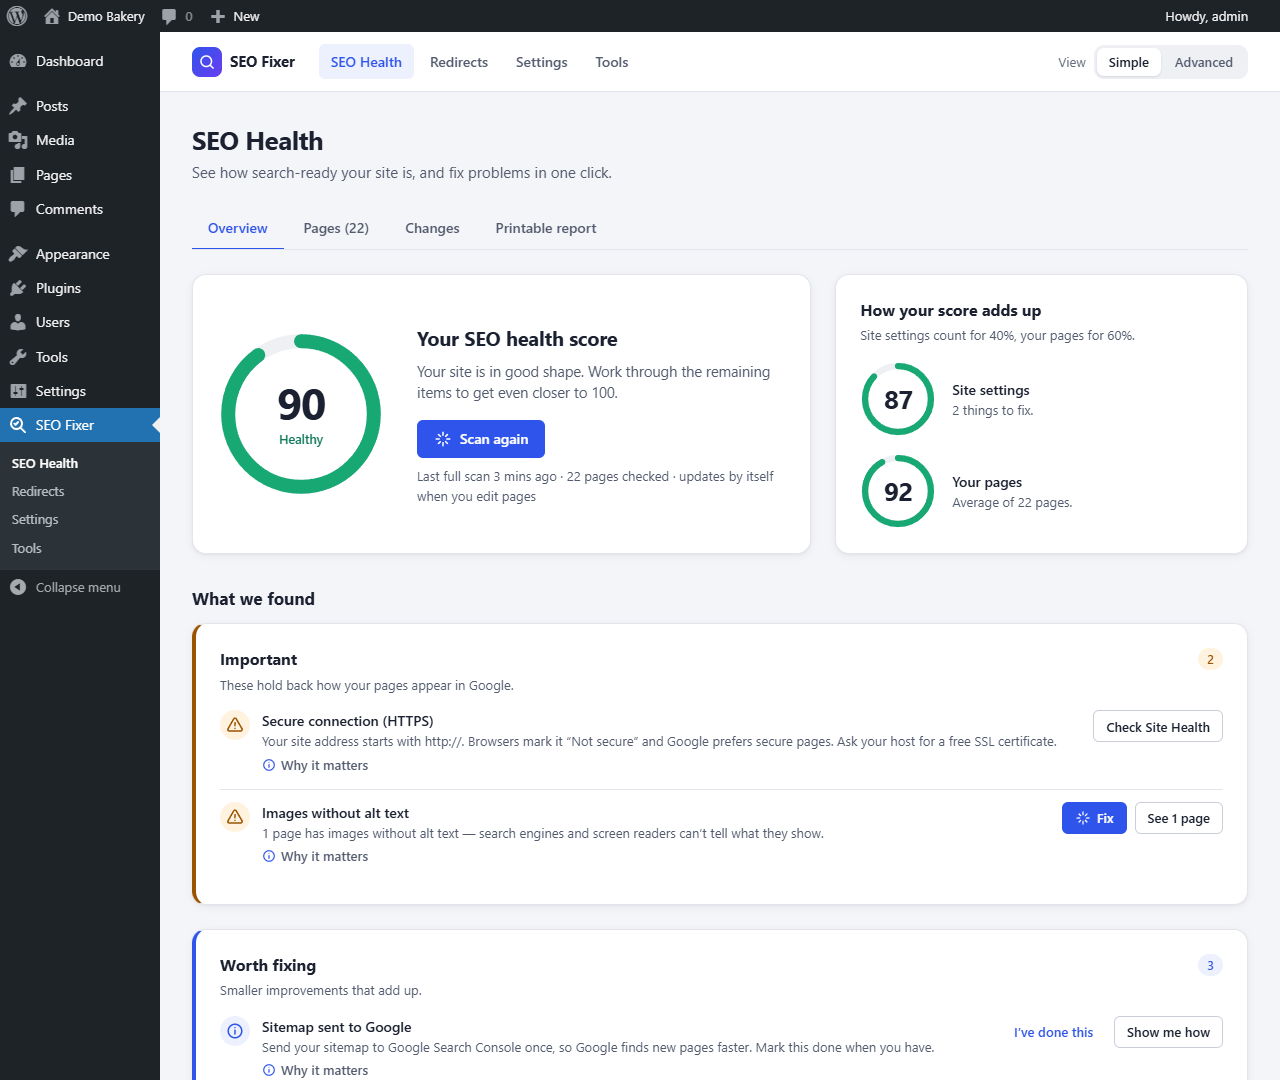 Demo Bakery
0
New
Howdy, admin
Dashboard
Posts
Media
Pages
Comments
Appearance
Plugins
Users
Tools
Settings
SEO Fixer
SEO Health
Redirects
Settings
Tools
Collapse menu
SEO Fixer
SEO Health
Redirects
Settings
Tools
View
Simple
Advanced
SEO Health
See how search-ready your site is, and fix problems in one click.
Overview
Pages (22)
Changes
Printable report
90
Healthy
Your SEO health score
Your site is in good shape. Work through the remaining
items to get even closer to 100.
Scan again
Last full scan 3 mins ago · 22 pages checked · updates by itself
when you edit pages
How your score adds up
Site settings count for 40%, your pages for 60%.
87
Site settings
2 things to fix.
92
Your pages
Average of 22 pages.
What we found
Important
2
These hold back how your pages appear in Google.
Secure connection (HTTPS)
Your site address starts with http://. Browsers mark it “Not secure” and Google prefers secure pages. Ask your host for a free SSL certificate.
Why it matters
Check Site Health
Images without alt text
1 page has images without alt text — search engines and screen readers can’t tell what they show.
Why it matters
Fix
See 1 page
Worth fixing
3
Smaller improvements that add up.
Sitemap sent to Google
Send your sitemap to Google Search Console once, so Google finds new pages faster. Mark this done when you have.
Why it matters
I’ve done this
Show me how